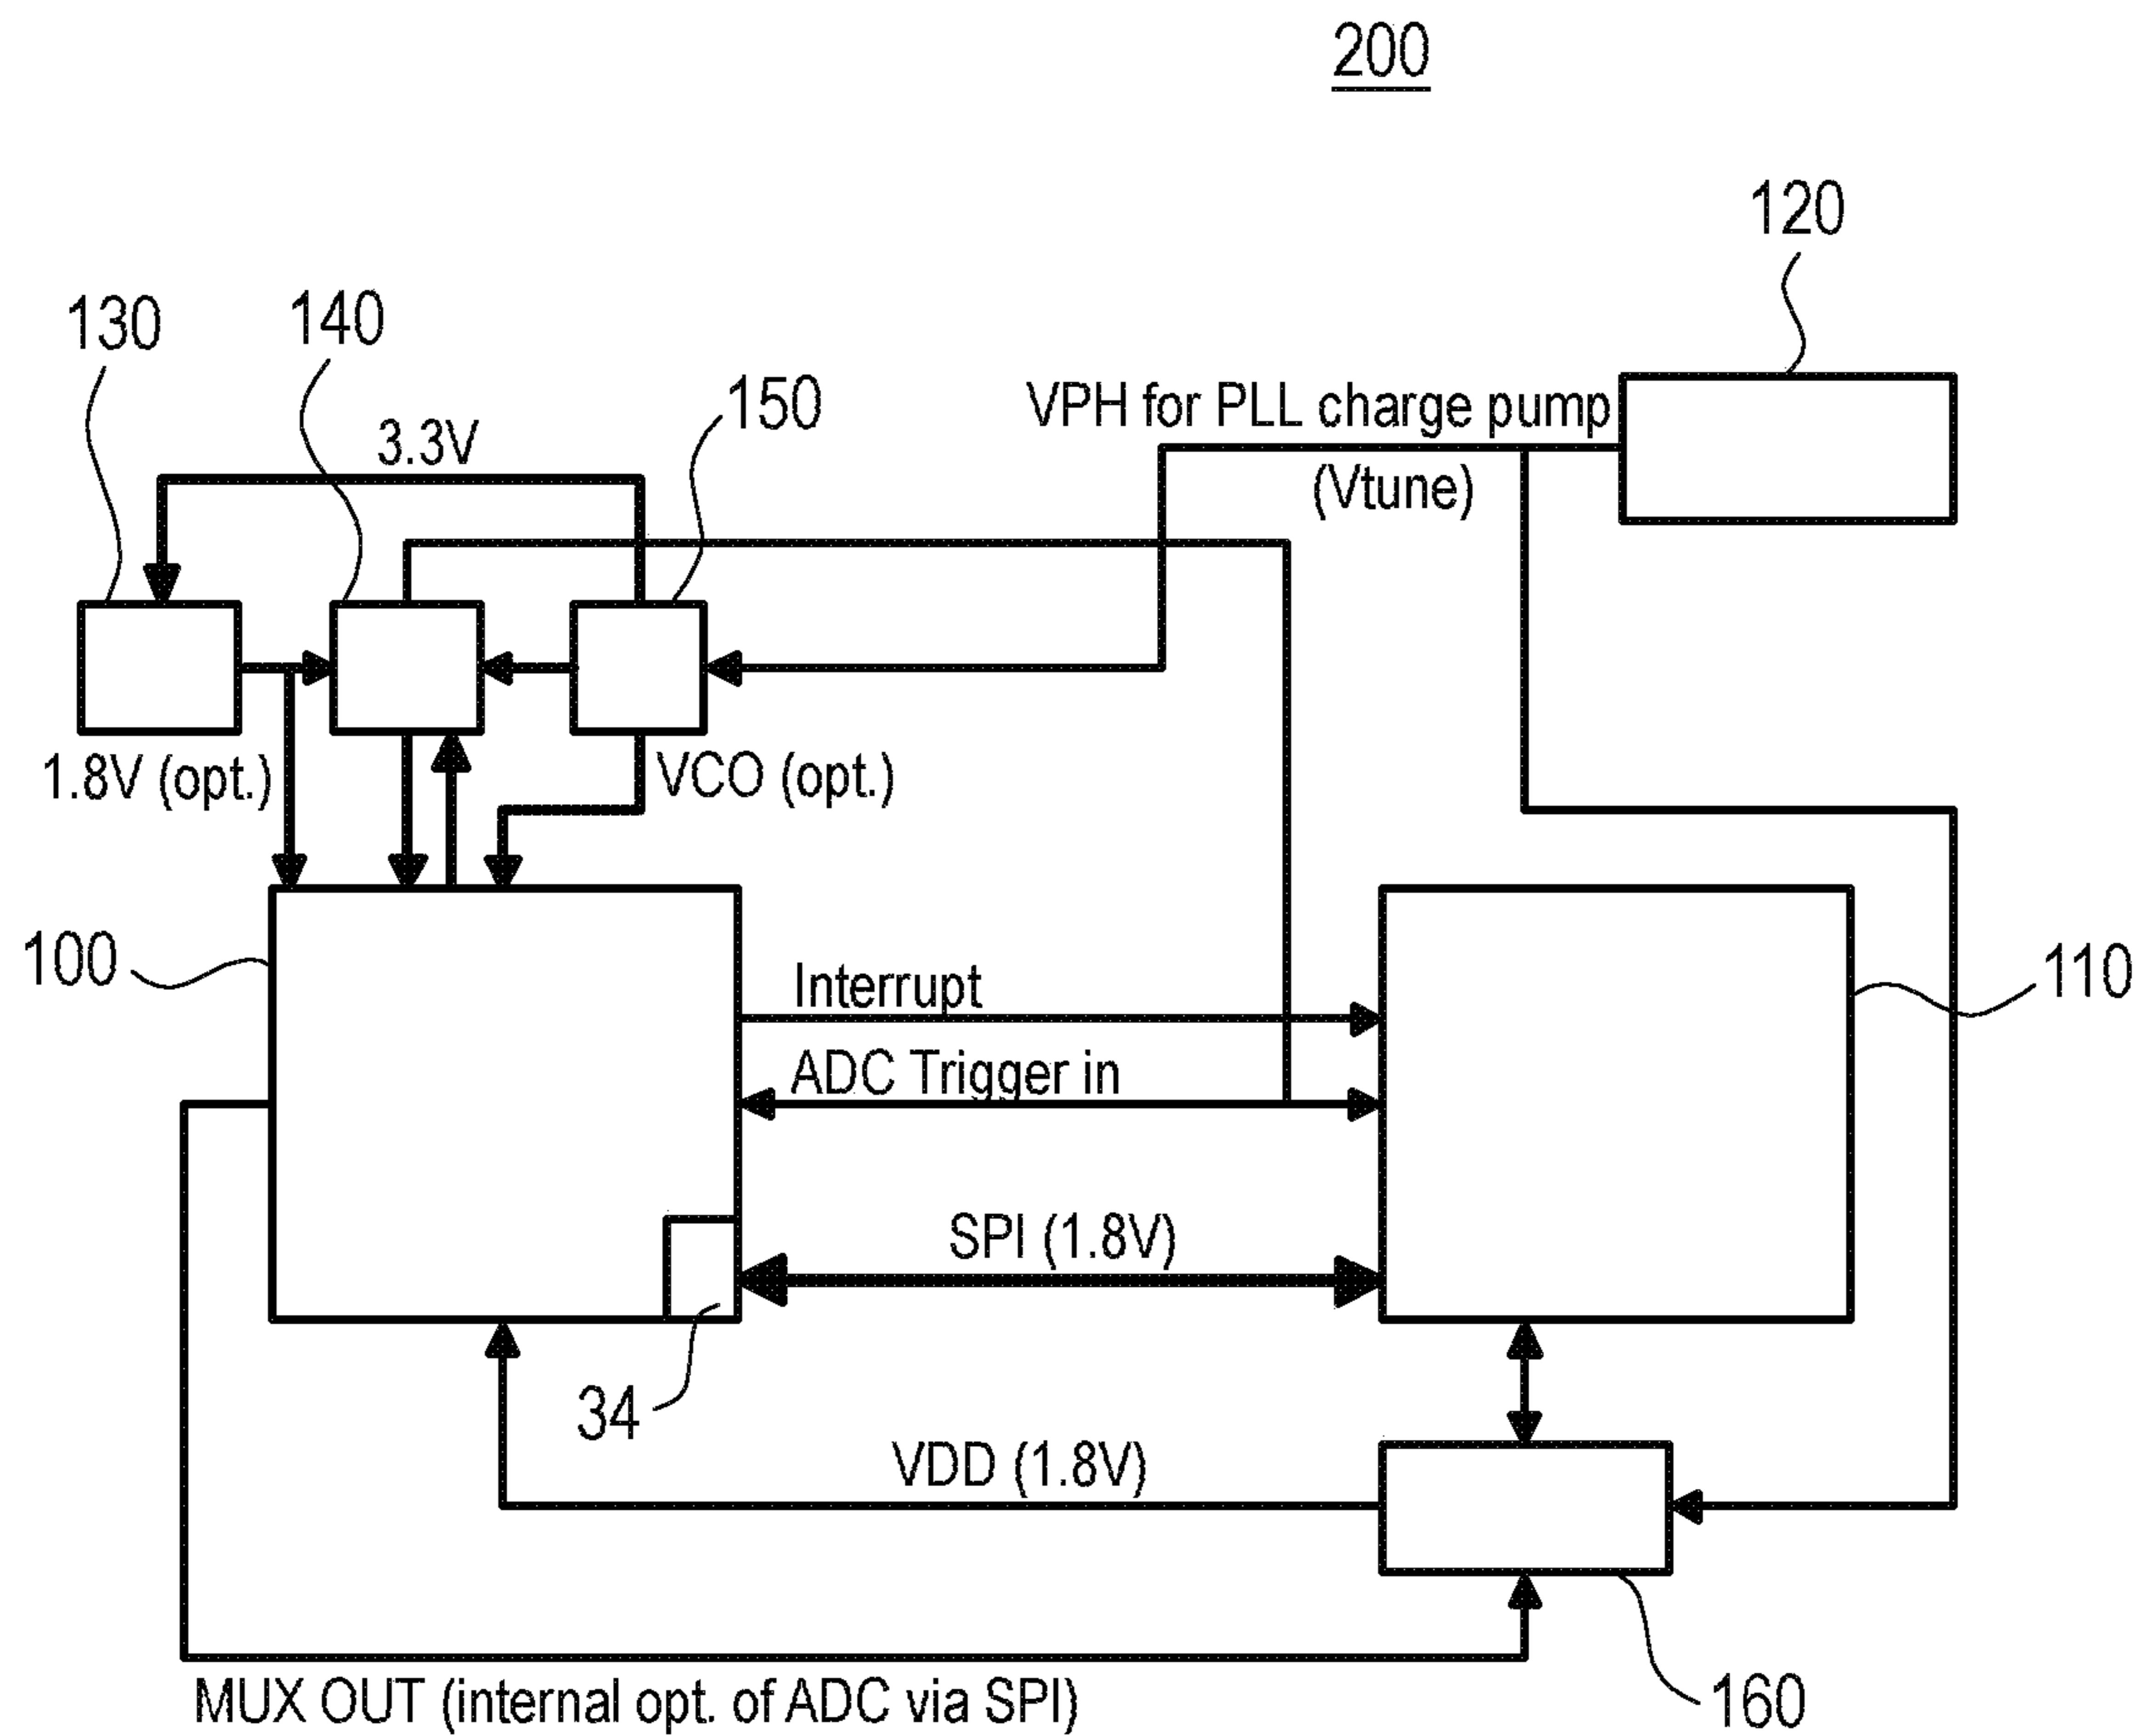 200
120
130
140
150
3.3V
VPH for PLL charge pump
(Vtune)
1.8V (opt.)
VCO (opt.)
100
110
Interrupt
ADC Trigger in
SPI (1.8V)
34
VDD (1.8V)
MUX OUT (internal opt. of ADC via SPI)
160